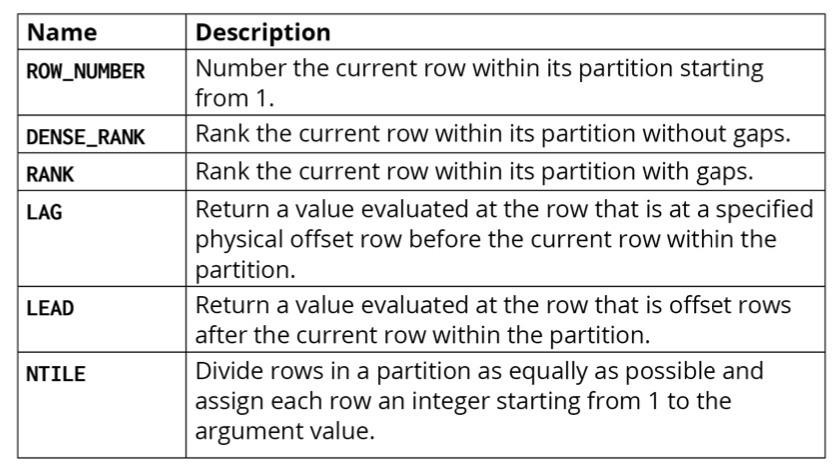 Name Description
ROW_NUMBER Number the current row within its partition starting
from 1.
DENSE_RANK Rank the current row within its partition without gaps.
RANK Rank the current row within its partition with gaps.
LAG Return a value evaluated at the row that is at a specified
physical offset row before the current row within the
partition.
LEAD Return a value evaluated at the row that is offset rows
after the current row within the partition.
NTILE Divide rows in a partition as equally as possible and
assign each row an integer starting from 1 to the
argument value.